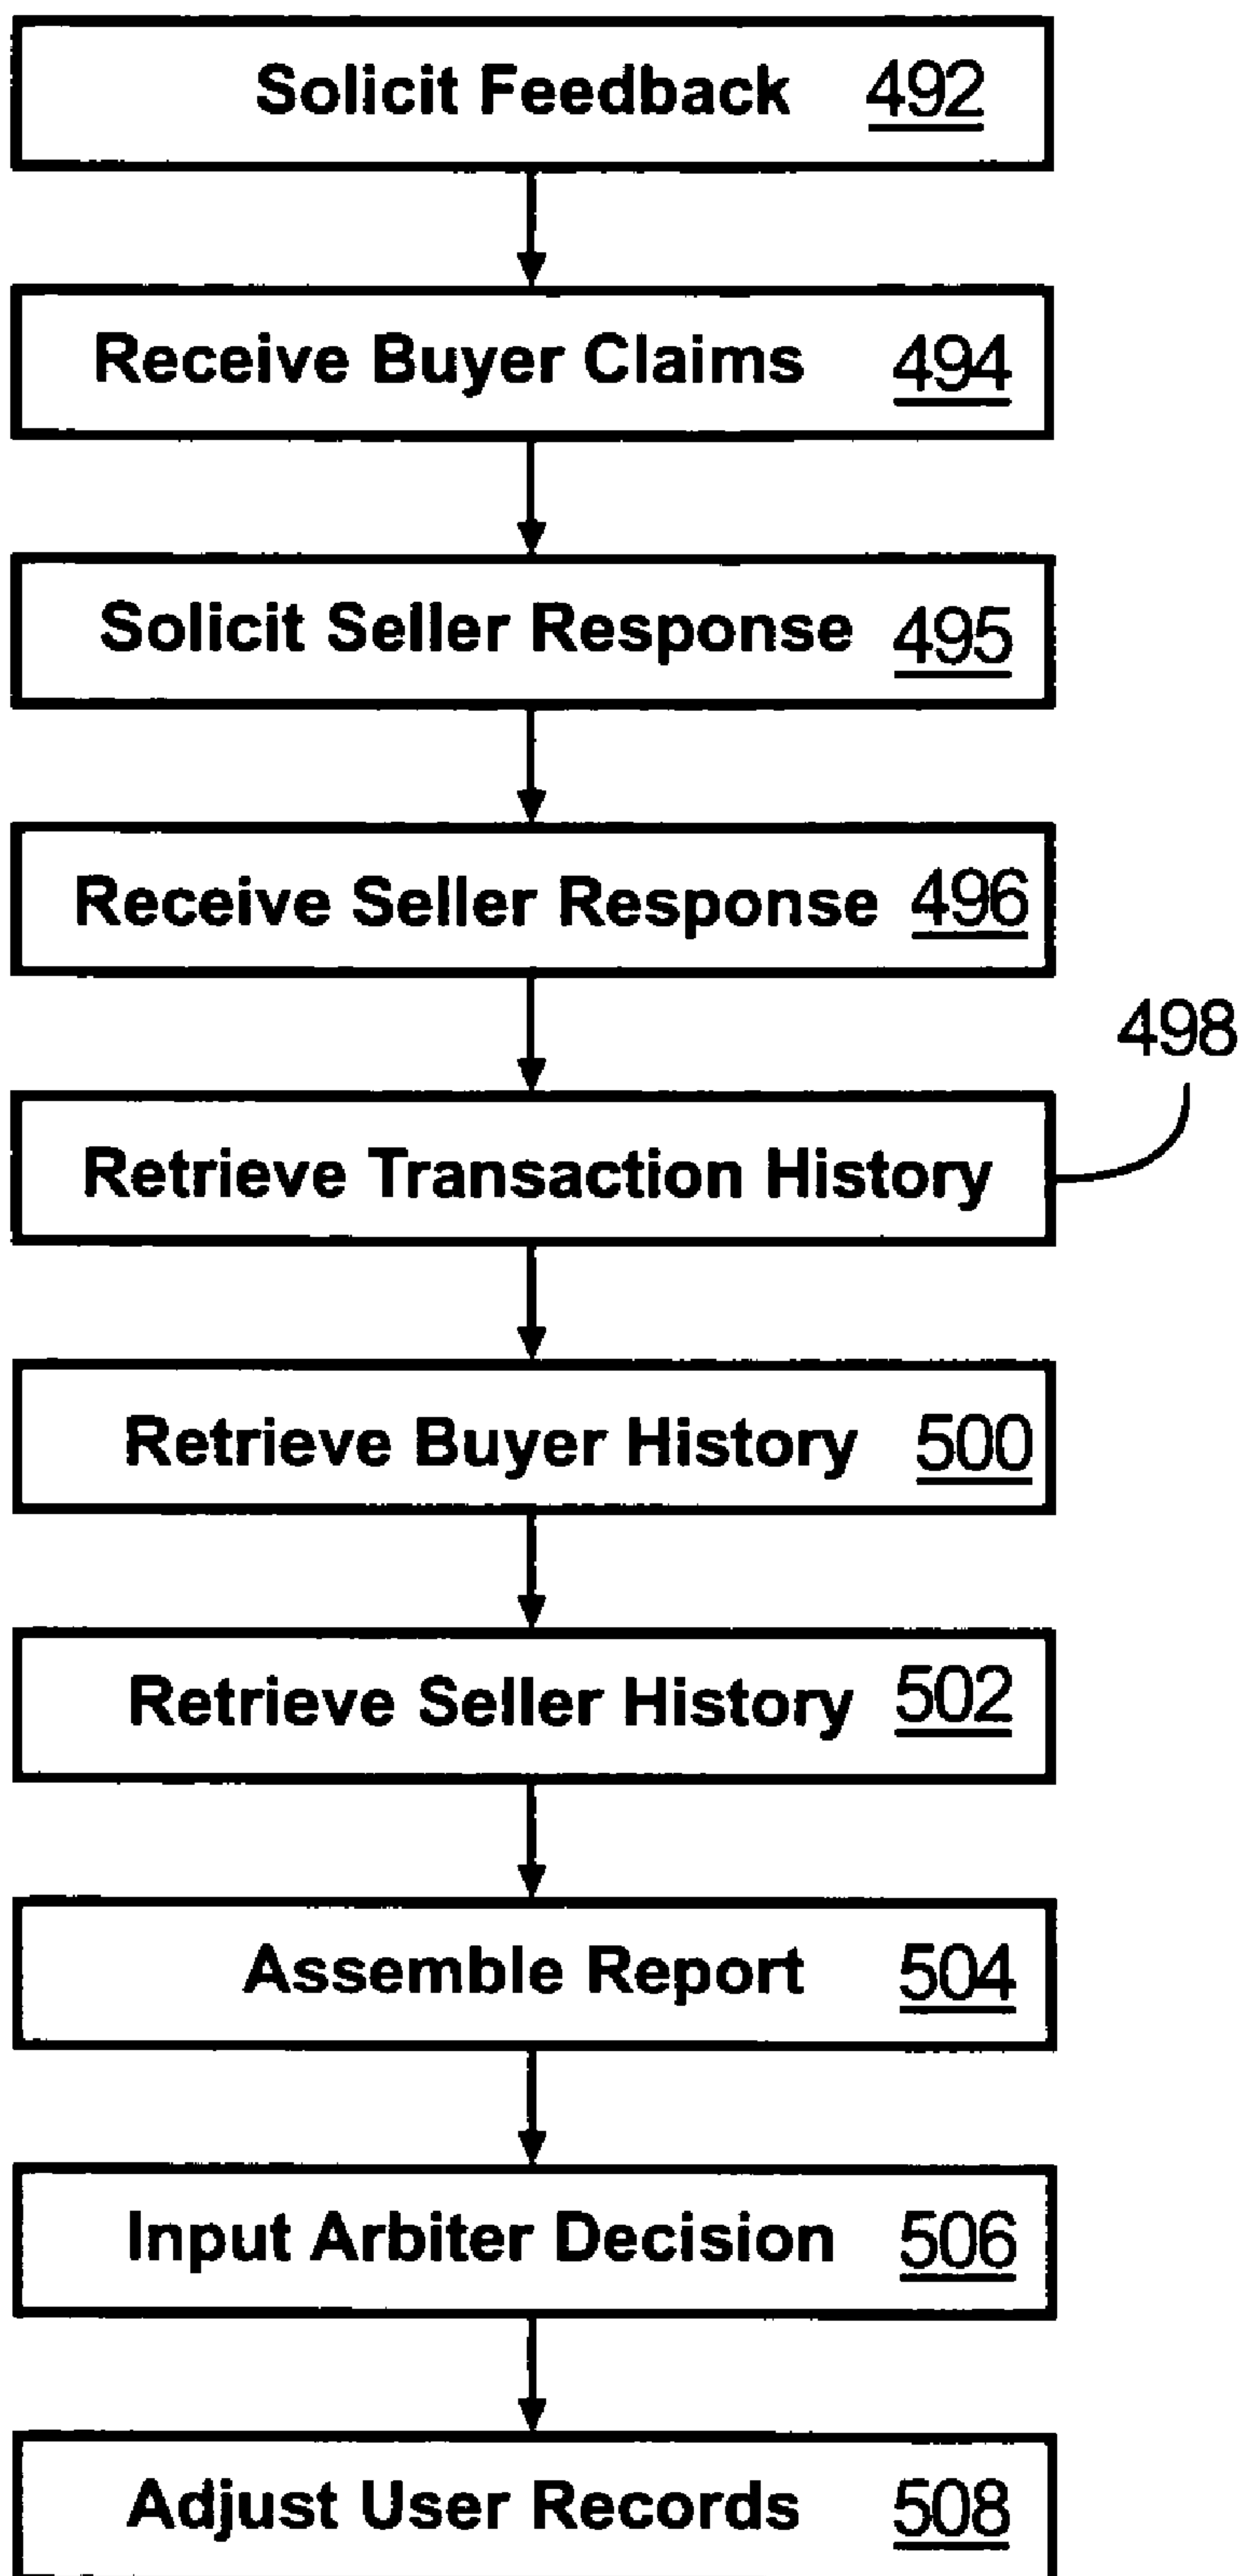 Solicit Feedback 492
Receive Buyer Claims 494
Solicit Seller Response 495
Receive Seller Response 496
498
Retrieve Transaction History
Retrieve Buyer History 500
Retrieve Seller History 502
Assemble Report 504
Input Arbiter Decision 506
Adjust User Records 508